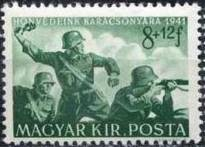 HONVÉDEINK KARÁCSONYÁRA 1941
8+12f
MAGYAR KIR. POSTA